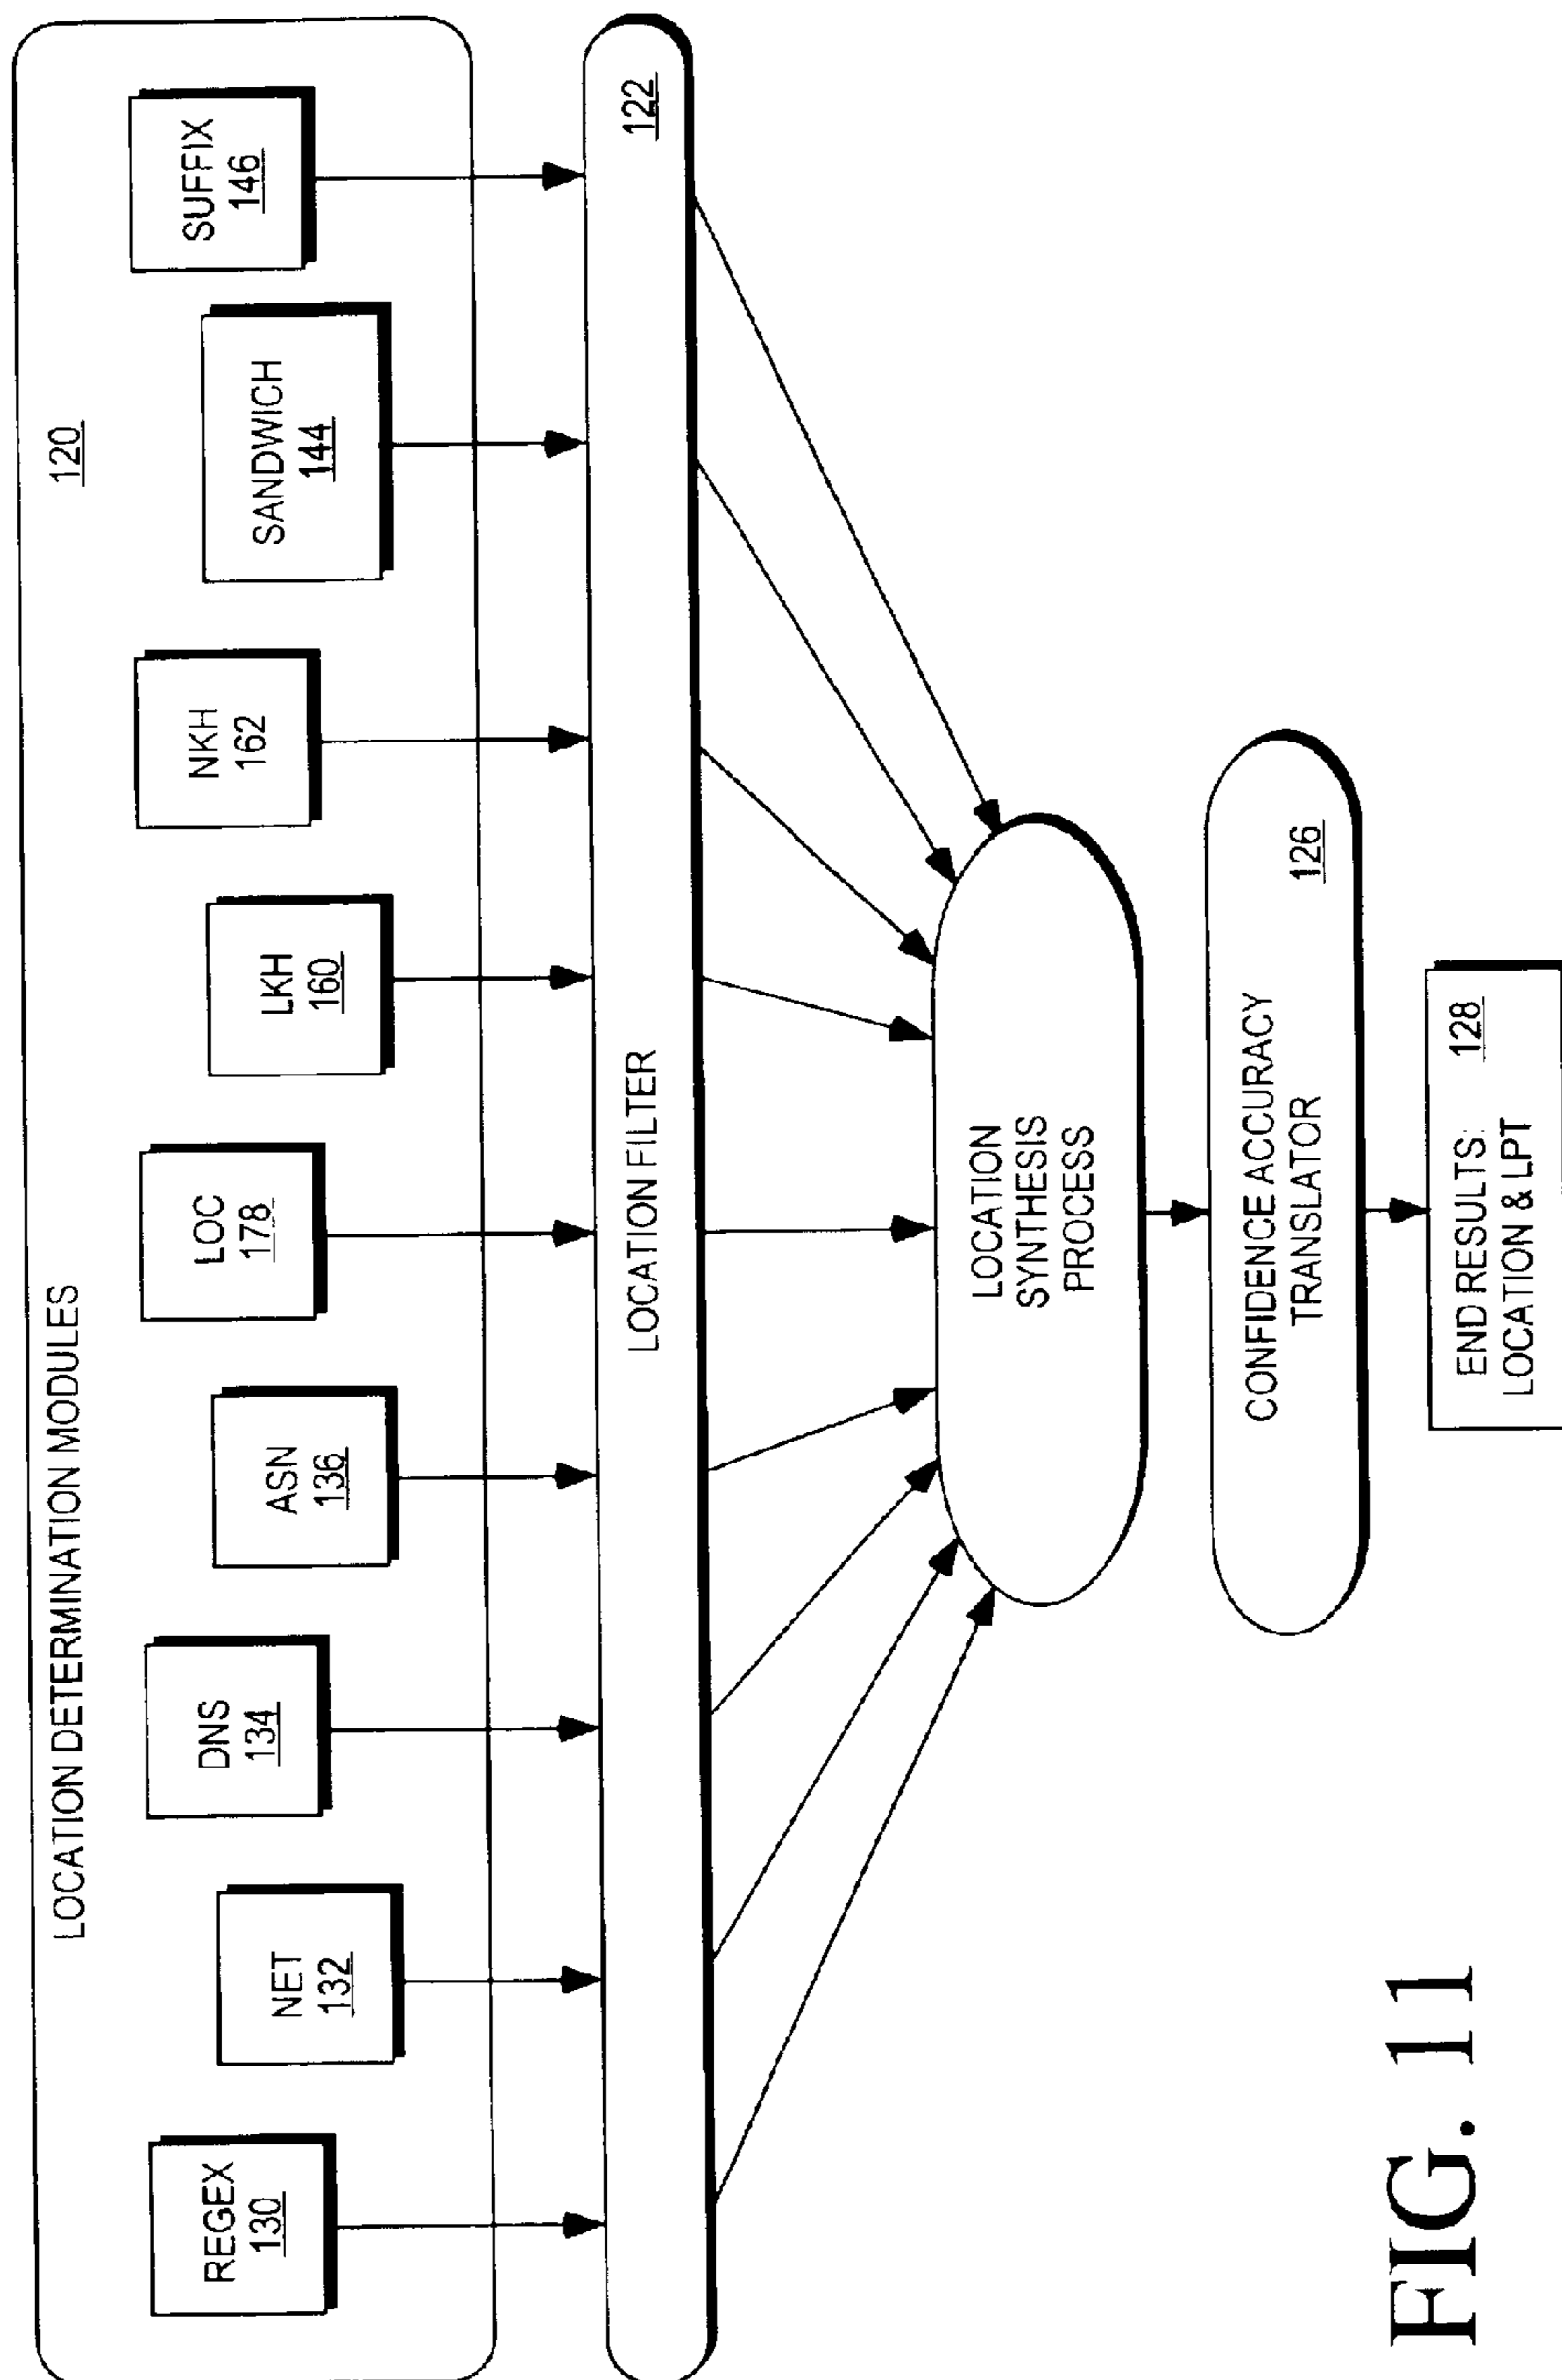 LOCATION DETERMINATION MODULES
120
REGEX
130
NET
132
DNS
134
ASN
136
LOC
178
LKH
160
NKH
162
SANDWICH
144
SUFFIX
146
LOCATION FILTER
122
LOCATION
SYNTHESIS
PROCESS
CONFIDENCE ACCURACY
TRANSLATOR
126
END RESULTS: 128
LOCATION & LPT
FIG. 11